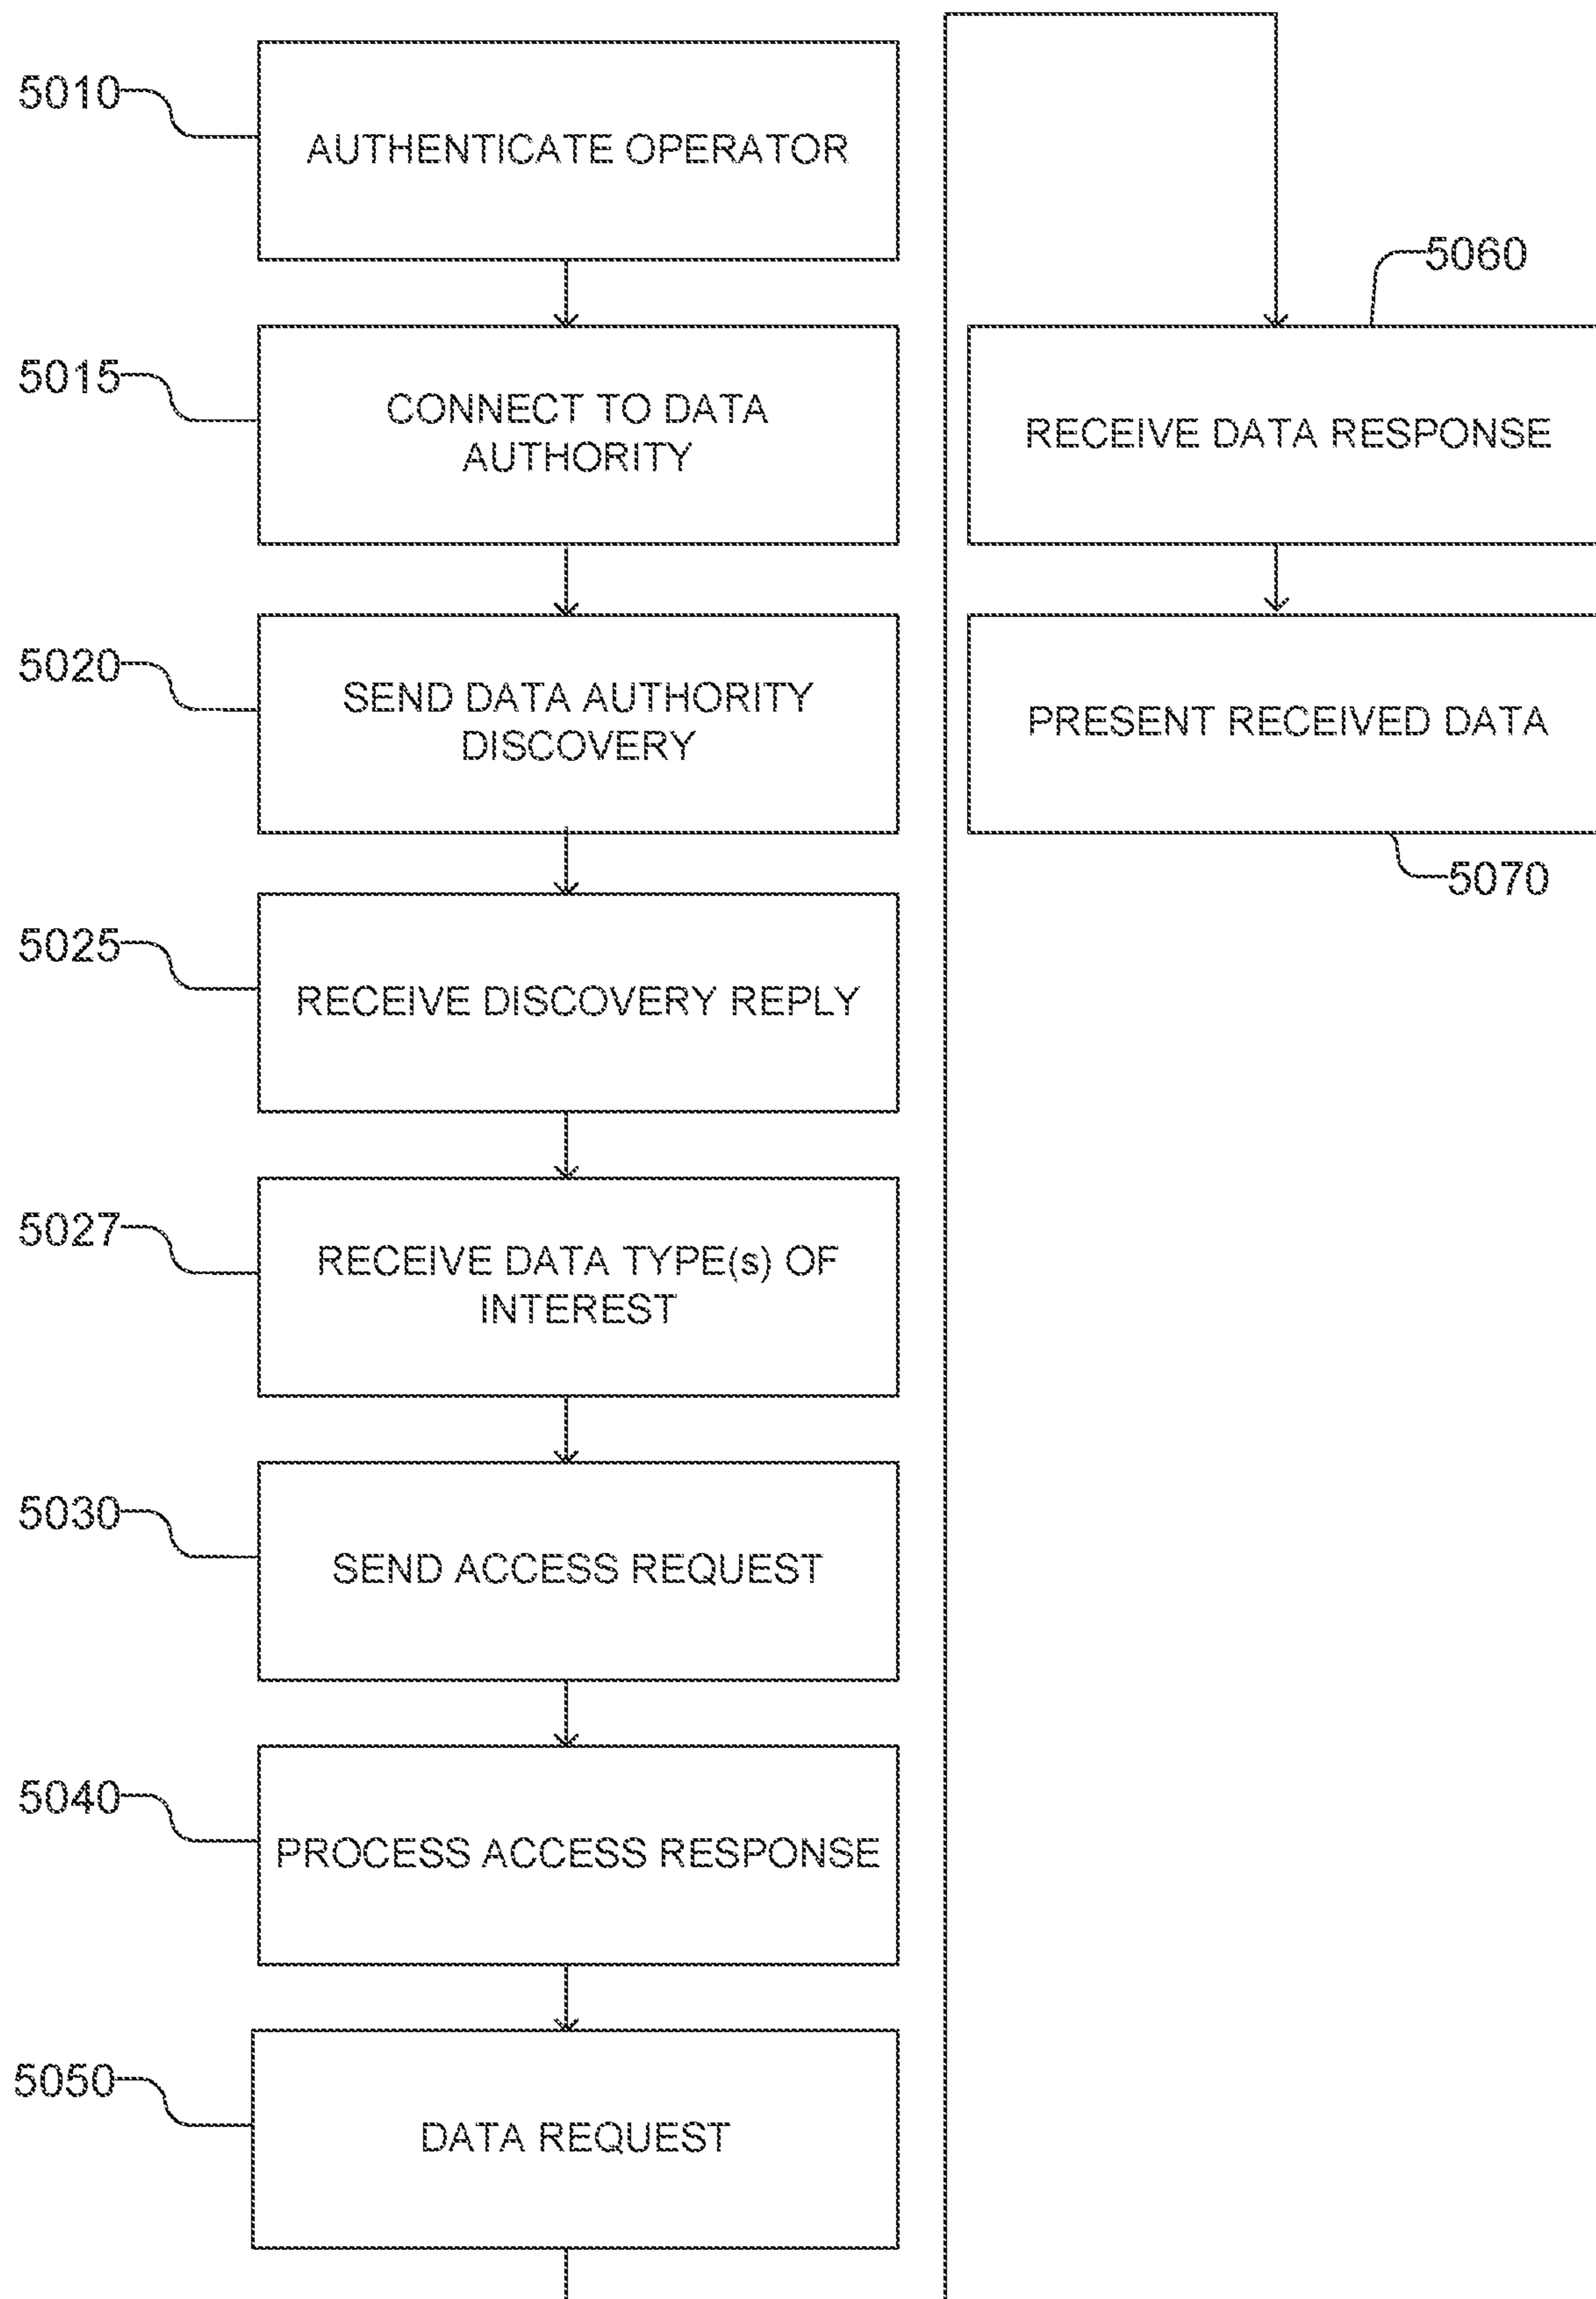 5010
AUTHENTICATE OPERATOR
5015
CONNECT TO DATA
AUTHORITY
5020
SEND DATA AUTHORITY
DISCOVERY
5025
RECEIVE DISCOVERY REPLY
5027
RECEIVE DATA TYPE(s) OF
INTEREST
5030
SEND ACCESS REQUEST
5040
PROCESS ACCESS RESPONSE
5050
DATA REQUEST
5060
RECEIVE DATA RESPONSE
PRESENT RECEIVED DATA
5070